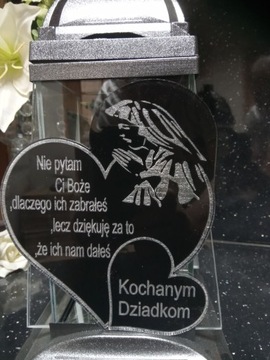 Nie pytam
Ci Boże
,dlaczego ich zabrałeś
,lecz dziękuję za to
,że ich nam dałeś
Kochanym
Dziadkom